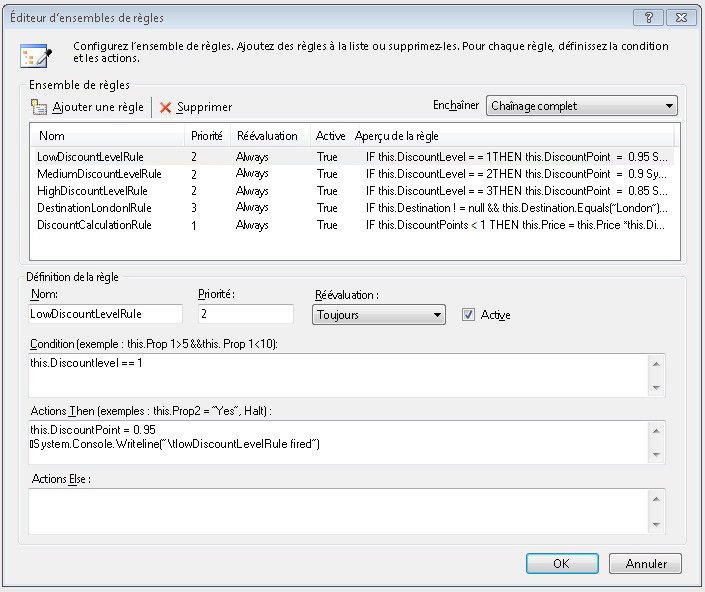 Éditeur d'ensembles de règles
Configurez l'ensemble de règles. Ajoutez des règles à la liste ou supprimez-les. Pour chaque règle, définissez la condition
et les actions.
Ensemble de règles
Ajouter une règle Supprimer Enchaîner Chaînage complet
Nom Priorité Réévaluation Active Aperçu de la règle
LowDiscountLevelRule 2 Always True IF this.DiscountLevel = = 1THEN this.DiscountPoint = 0.95 S...
MediumDiscountLevelRule 2 Always True IF this.DiscountLevel = = 2THEN this.DiscountPoint = 0.9 Sy...
HighDiscountLevelRule 2 Always True IF this.DiscountLevel = = 3THEN this.DiscountPoint = 0.85 S...
DestinationLondonlRule 3 Always True IF this.Destination ! = null && this.Destination.Equals("London")...
DiscountCalculationRule 1 Always True IF this.DiscountPoints < 1 THEN this.Price = this.Price *this.Di...
Définition de la règle
Nom: Priorité: Réévaluation :
LowDiscountLevelRule 2 Toujours Active
Condition (exemple : this.Prop 1>5 &&this. Prop 1<10):
this.Discountlevel == 1
Actions Then (exemples : this.Prop2 = "Yes", Halt) :
this.DiscountPoint = 0.95
System.Console.Writeline("\tlowDiscountLevelRule fired")
Actions Else :
OK Annuler